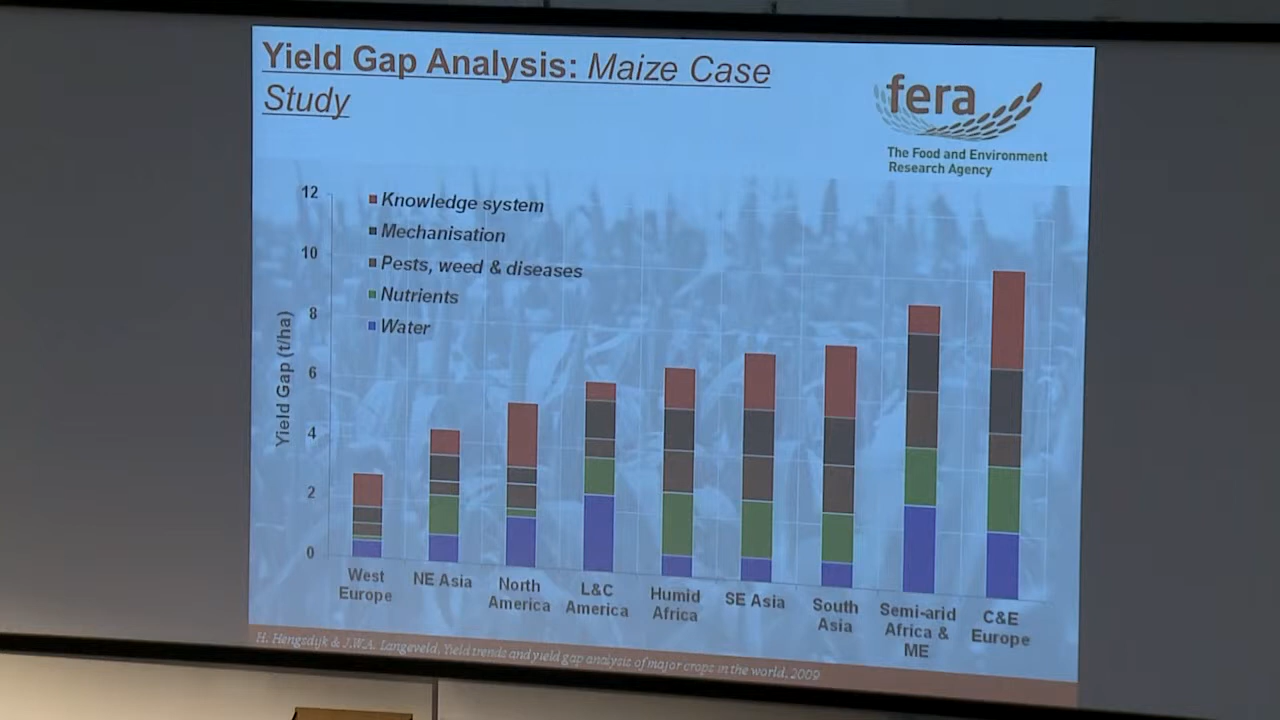 Yield Gap Analysis: Maize Case
Study
fera
The Food and Environment
Research Agency
12
10
8
6
4
2
0
Yield Gap (t/ha)
Knowledge system
Mechanisation
Pests, weed & diseases
Nutrients
Water
West
Europe
NE Asia
North
America
L&C
America
Humid
Africa
SE Asia
South
Asia
Semi-arid
Africa &
ME
C&E
Europe
H. Hengsdyk & J.W.A. Langeveld, Yield trends and yield gap analysis of major crops in the world, 2009